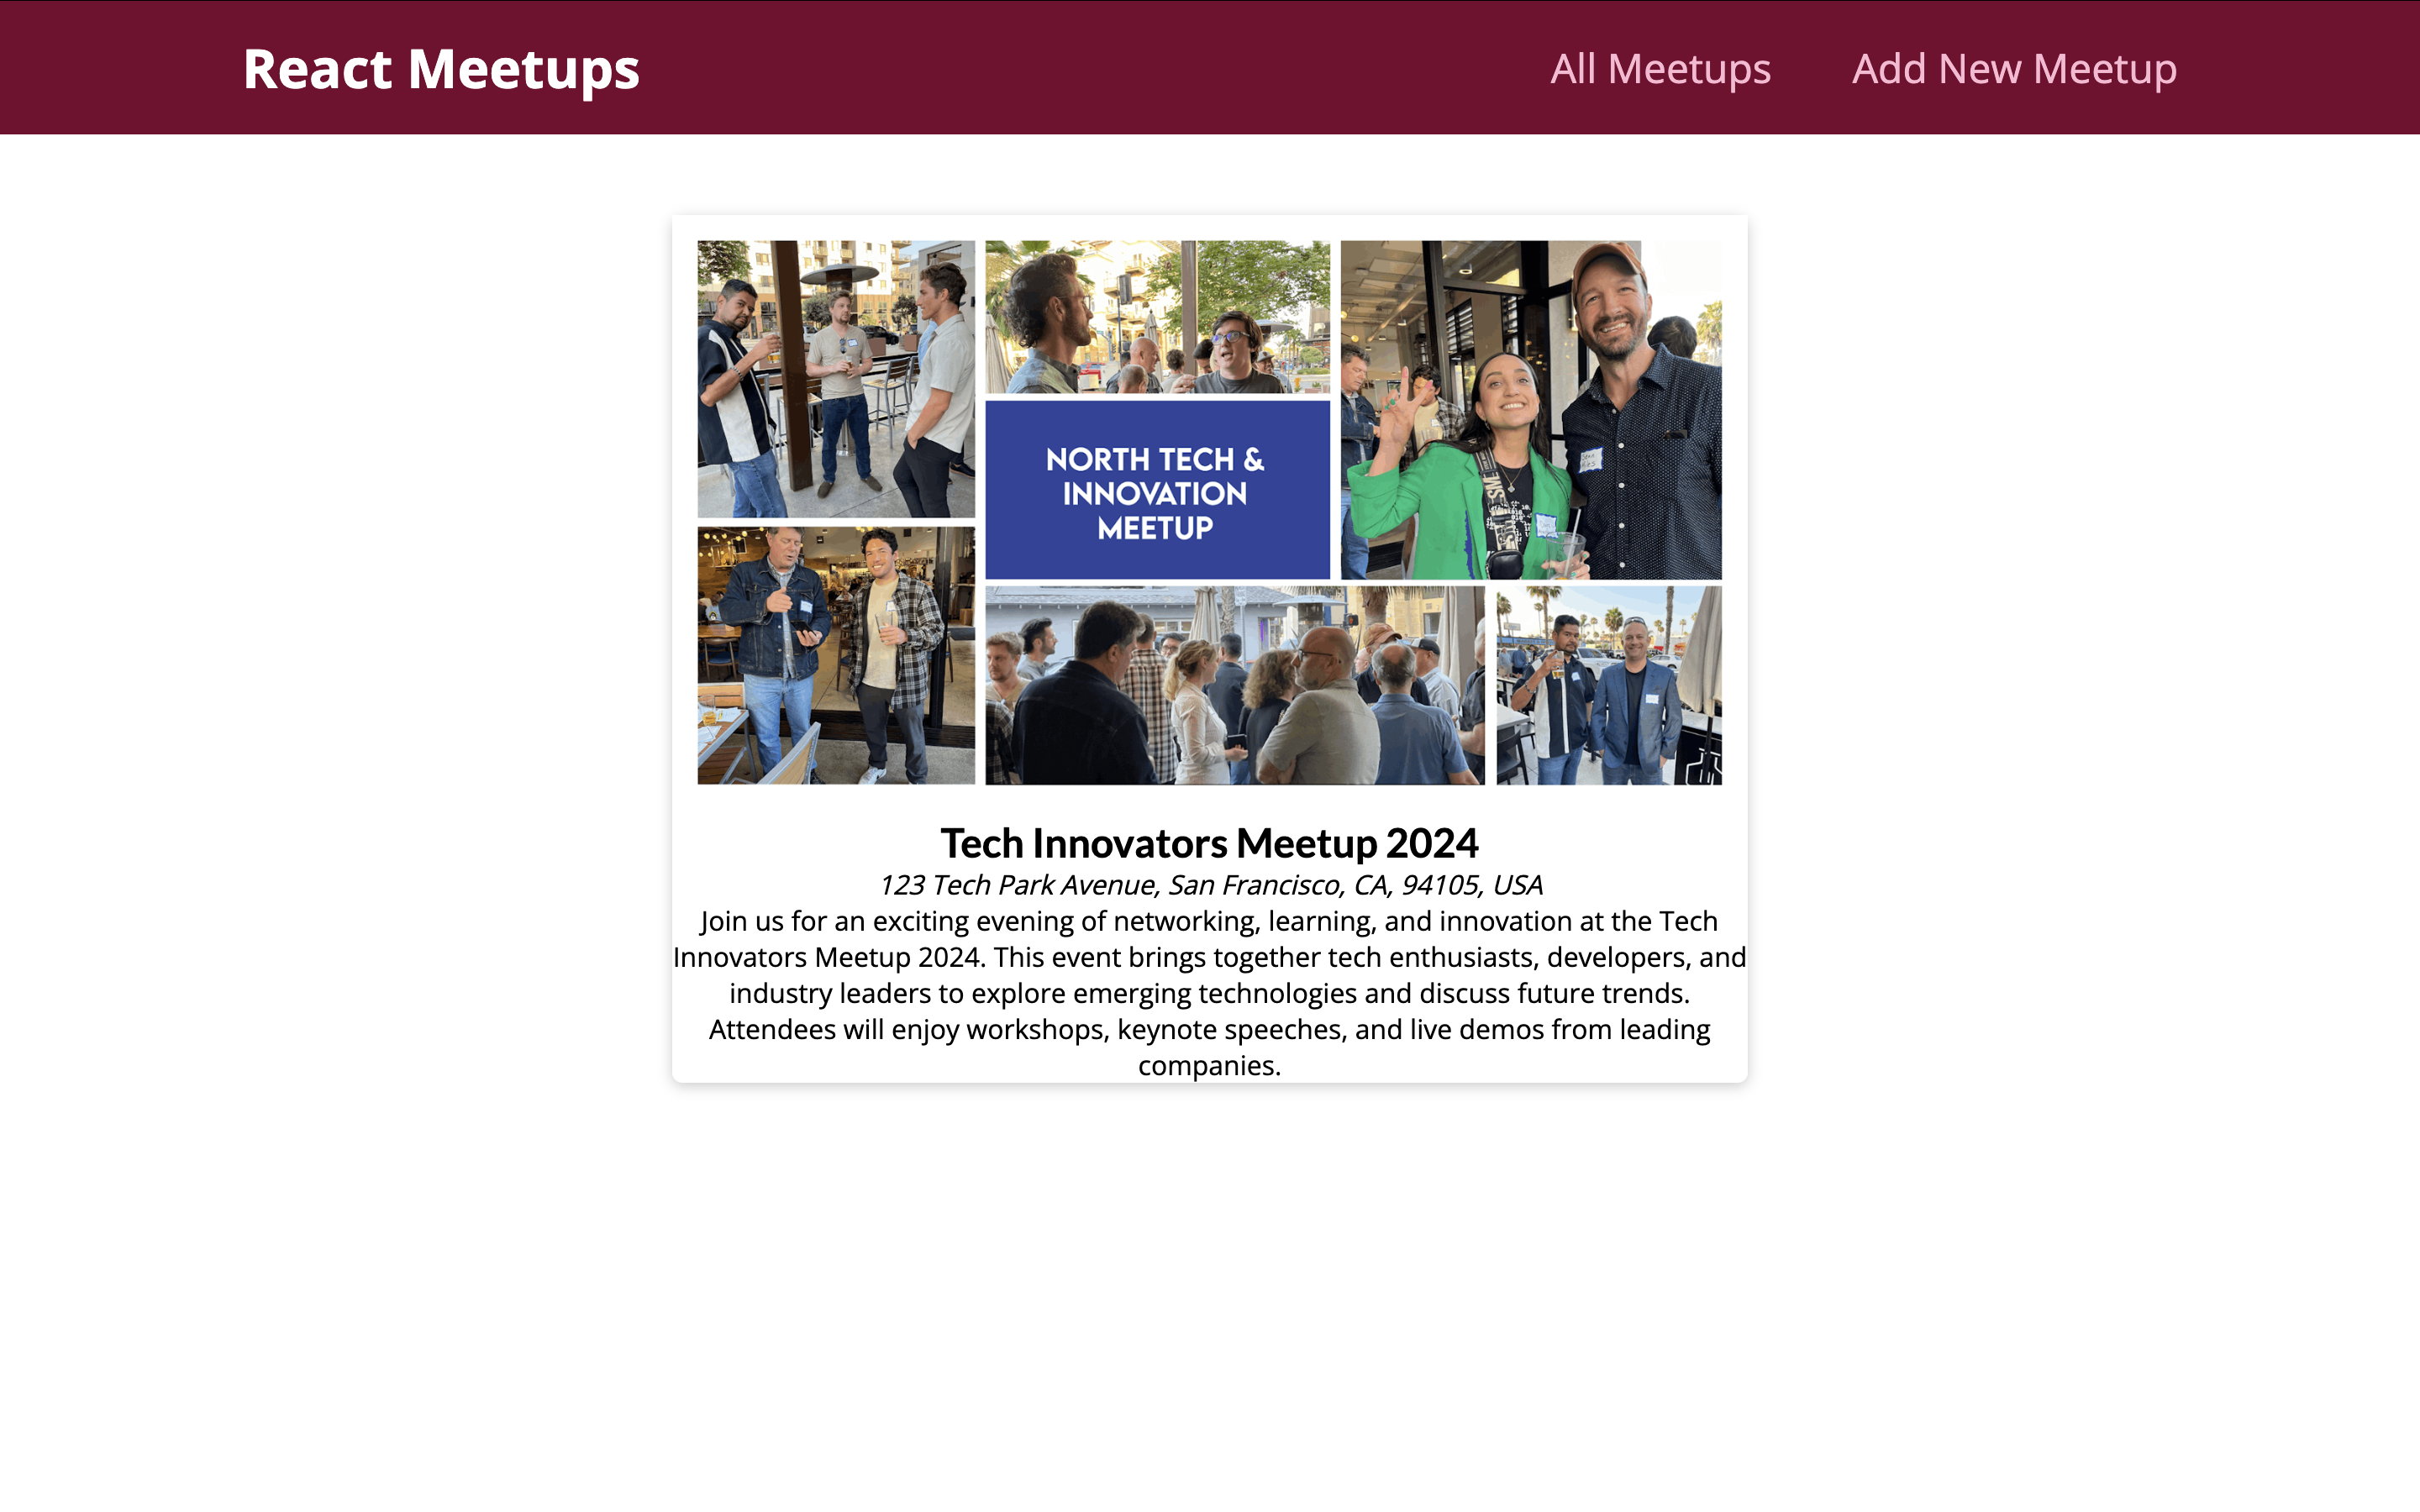 React Meetups
All Meetups
Add New Meetup
NORTH TECH &
INNOVATION
MEETUP
Tech Innovators Meetup 2024
123 Tech Park Avenue, San Francisco, CA, 94105, USA
Join us for an exciting evening of networking, learning, and innovation at the Tech
Innovators Meetup 2024. This event brings together tech enthusiasts, developers, and
industry leaders to explore emerging technologies and discuss future trends.
Attendees will enjoy workshops, keynote speeches, and live demos from leading
companies.